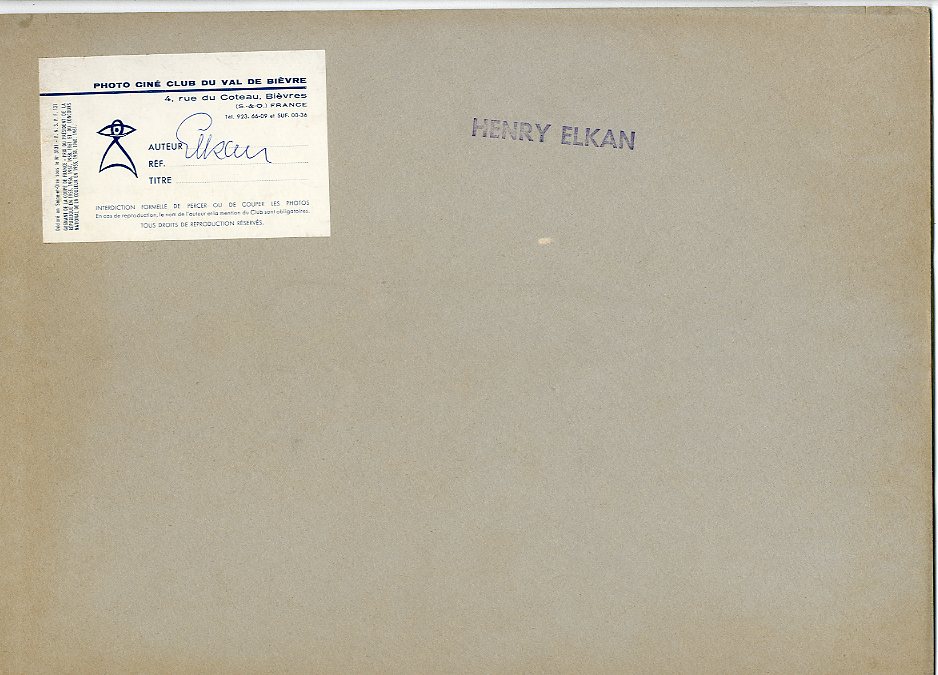 PHOTO CINÉ CLUB DU VAL DE BIÈVRE
4, rue du Coteau, Bièvres
(S.-&-O.) FRANCE
Tél. 923. 66-09 et SUF. 03-36
AUTEUR Elkan
RÉF.
TITRE
INTERDICTION FORMELLE DE PERCER OU DE COUPER LES PHOTOS
En cas de reproduction, le nom de l'auteur et la mention du Club sont obligatoires.
TOUS DROITS DE REPRODUCTION RÉSERVÉS.
HENRY ELKAN